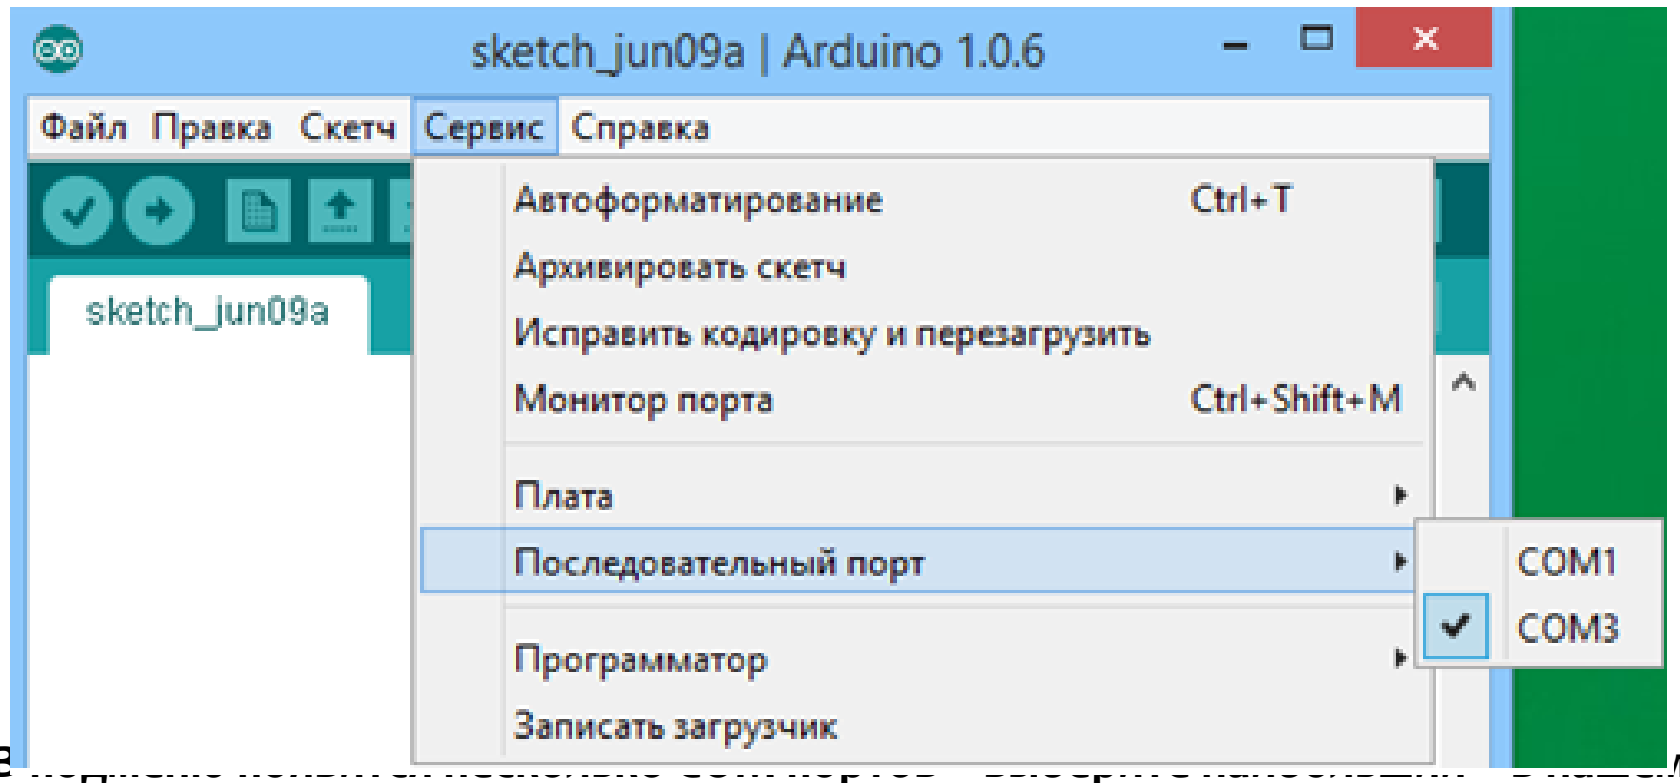 sketch_jun09a | Arduino 1.0.6
Файл Правка Скетч Сервис Справка
Автоформатирование Ctrl+T
Архивировать скетч
sketch_jun09a
Исправить кодировку и перезагрузить
Монитор порта Ctrl+Shift+M
Плата
Последовательный порт
COM1
COM3
Программатор
Записать загрузчик